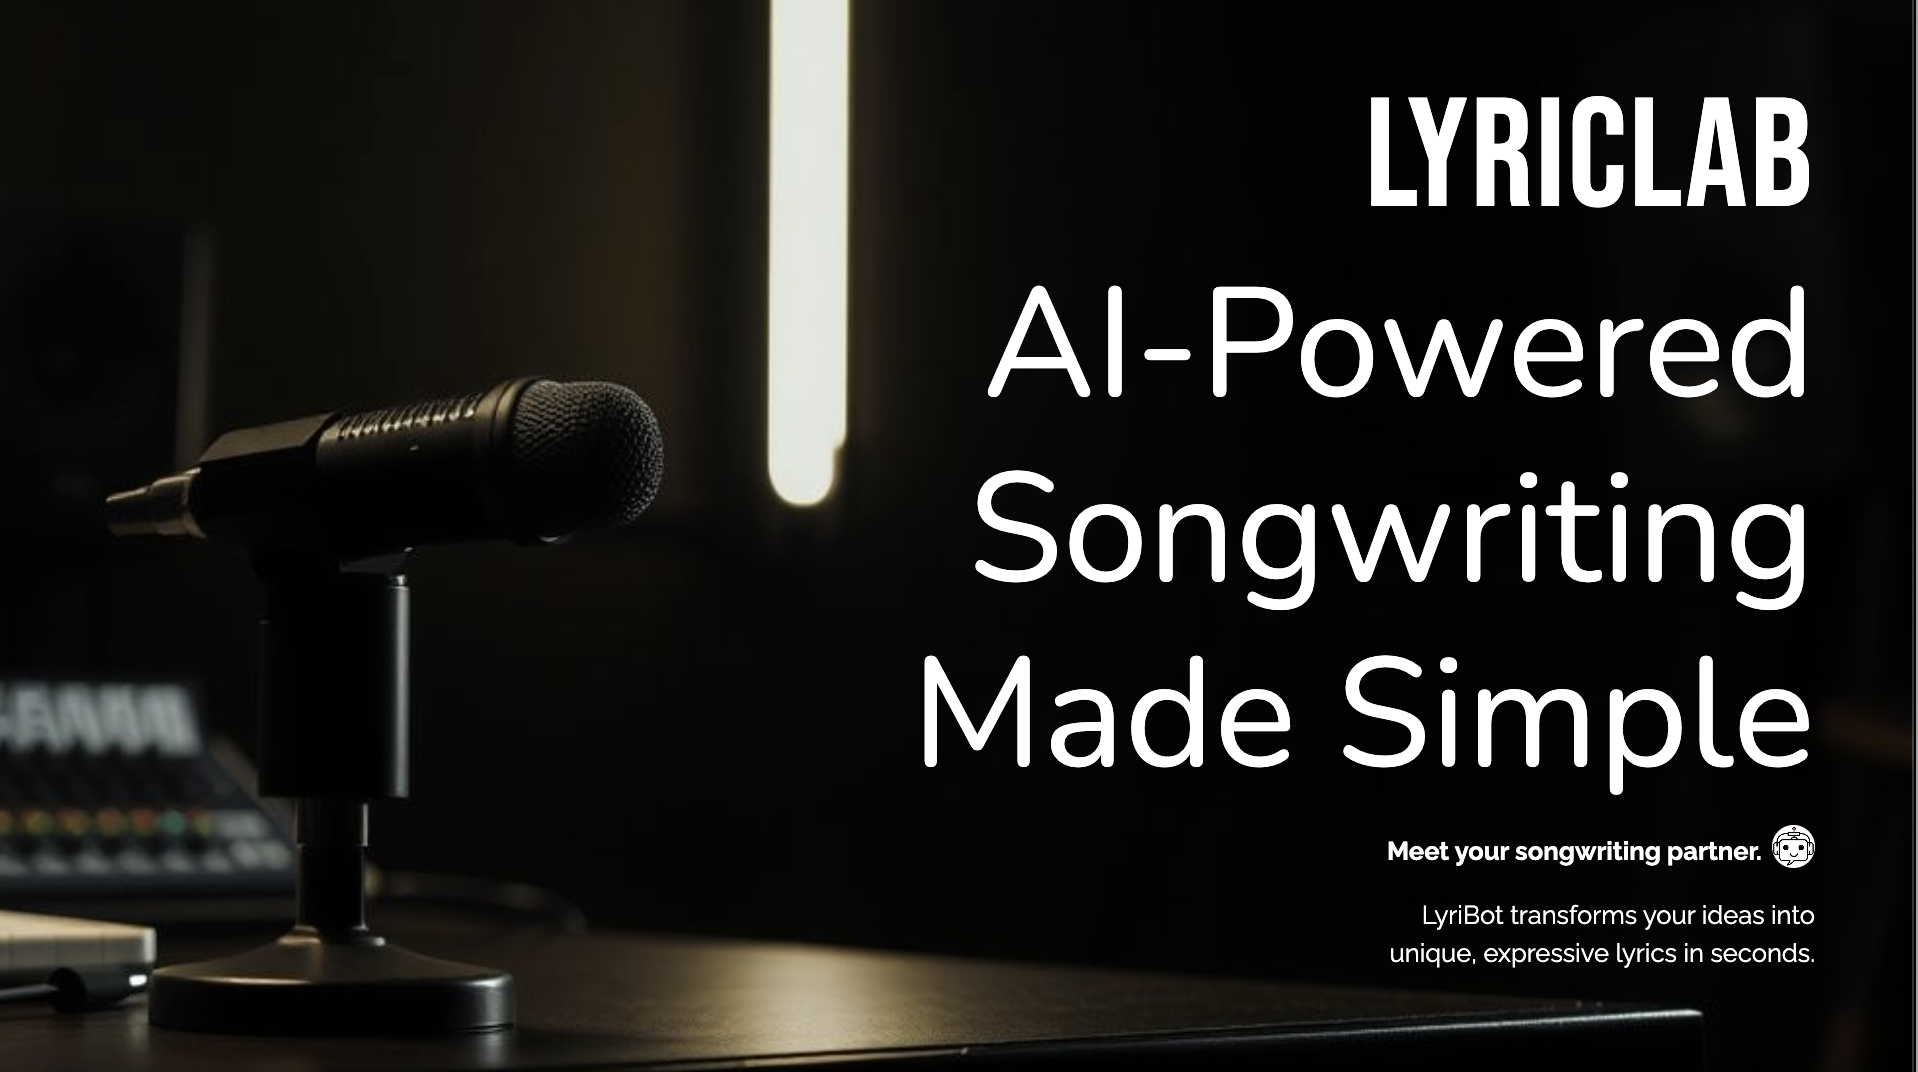 LYRICLAB
AI-Powered
Songwriting
Made Simple
Meet your songwriting partner.
LyriBot transforms your ideas into
unique, expressive lyrics in seconds.